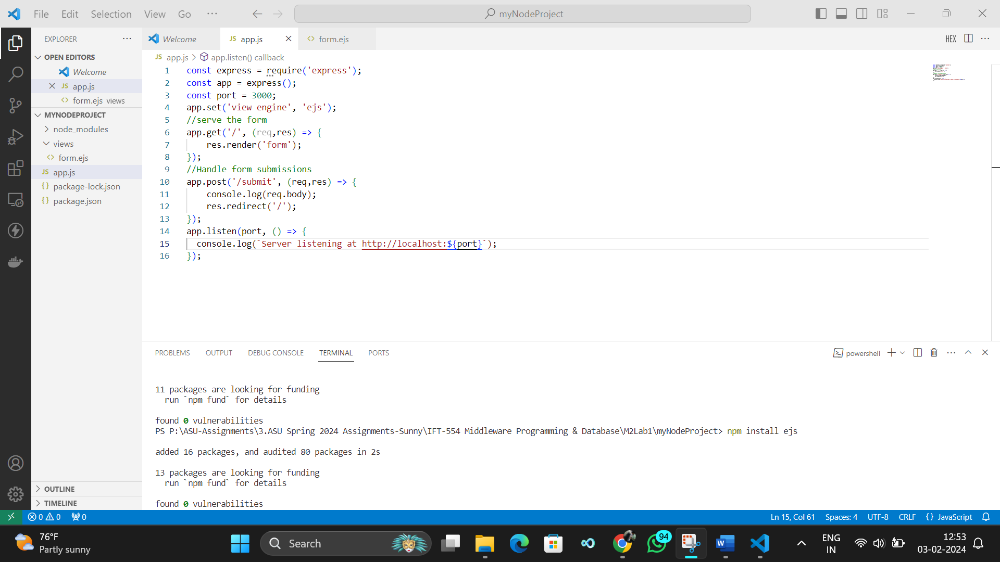 File Edit Selection View Go ··· myNodeProject
EXPLORER ···
OPEN EDITORS
Welcome
JS app.js
form.ejs views
MYNODEPROJECT
node_modules
views
form.ejs
JS app.js
{} package-lock.json
{} package.json
OUTLINE
TIMELINE
Welcome JS app.js form.ejs HEX ···
JS app.js > app.listen() callback
1 const express = require('express');
2 const app = express();
3 const port = 3000;
4 app.set('view engine', 'ejs');
5 //serve the form
6 app.get('/', (req,res) => {
7 res.render('form');
8 });
9 //Handle form submissions
10 app.post('/submit', (req,res) => {
11 console.log(req.body);
12 res.redirect('/');
13 });
14 app.listen(port, () => {
15 console.log(`Server listening at http://localhost:${port}`);
16 });
PROBLEMS OUTPUT DEBUG CONSOLE TERMINAL PORTS powershell ···
11 packages are looking for funding
run `npm fund` for details
found 0 vulnerabilities
PS P:\ASU-Assignments\3.ASU Spring 2024 Assignments-Sunny\IFT-554 Middleware Programming & Database\M2Lab1\myNodeProject> npm install ejs
added 16 packages, and audited 80 packages in 2s
13 packages are looking for funding
run `npm fund` for details
found 0 vulnerabilities
0 0 0 Ln 15, Col 61 Spaces: 4 UTF-8 CRLF {} JavaScript
76°F
Partly sunny
Search
94
ENG
IN
12:53
03-02-2024